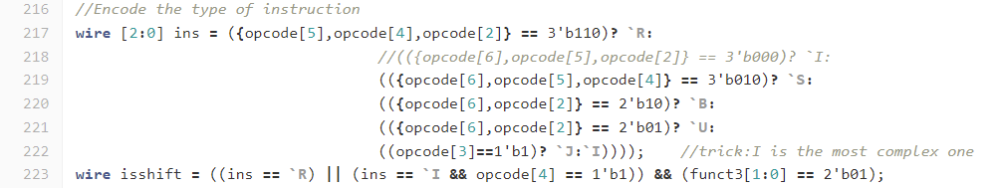 216 //Encode the type of instruction
217 wire [2:0] ins = ({opcode[5],opcode[4],opcode[2]} == 3'b110)? `R:
218 //(({opcode[6],opcode[5],opcode[2]} == 3'b000)? `I:
219 (({opcode[6],opcode[5],opcode[4]} == 3'b010)? `S:
220 (({opcode[6],opcode[2]} == 2'b10)? `B:
221 (({opcode[6],opcode[2]} == 2'b01)? `U:
222 ((opcode[3]==1'b1)? `J:`I)))); //trick:I is the most complex one
223 wire isshift = ((ins == `R) || (ins == `I && opcode[4] == 1'b1)) && (funct3[1:0] == 2'b01);